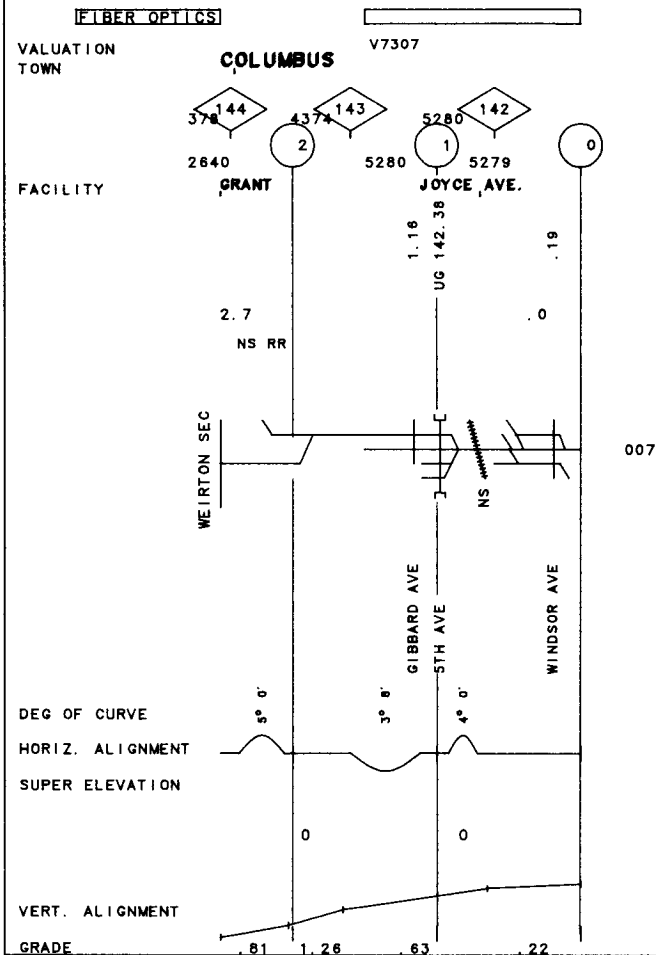 FIBER OPTICS
VALUATION V7307
TOWN COLUMBUS
144 143 142
378 4374 5280
2 1 0
2640 5280 5279
FACILITY GRANT JOYCE AVE.
1.16
UG 142.38
.19
2.7 .0
NS RR
WEIRTON SEC
007
NS
GIBBARD AVE
5TH AVE
WINDSOR AVE
DEG OF CURVE 5° 0' 3° 8' 4° 0'
HORIZ. ALIGNMENT
SUPER ELEVATION
0 0
VERT. ALIGNMENT
GRADE .81 1.26 .63 .22